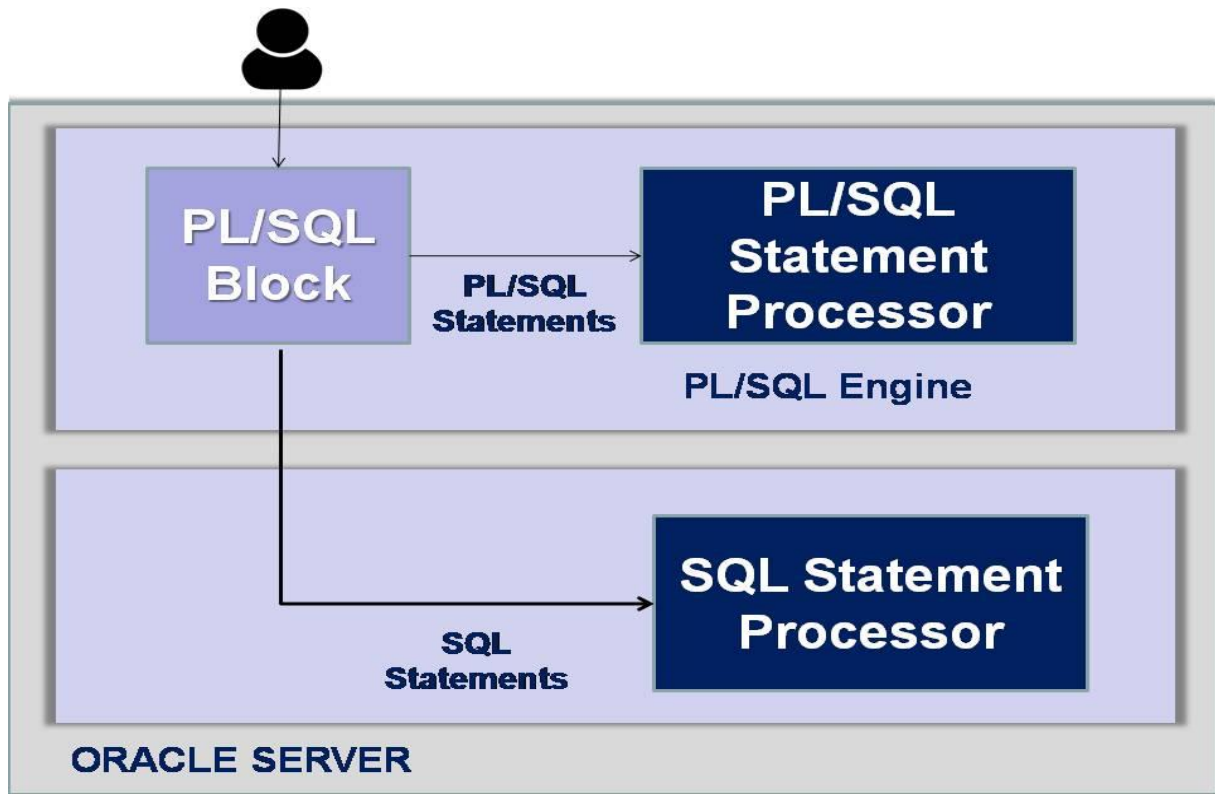 PL/SQL
Block
PL/SQL
Statements
PL/SQL
Statement
Processor
PL/SQL Engine
SQL
Statements
SQL Statement
Processor
ORACLE SERVER